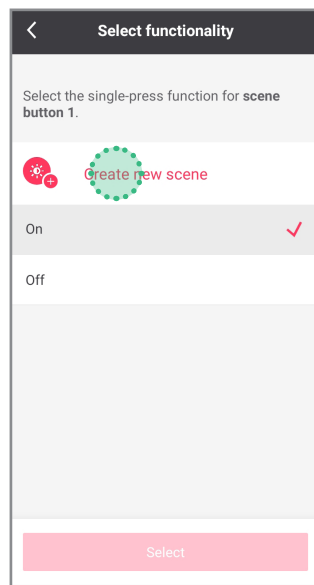 Select functionality
Select the single-press function for scene
button 1.
Create new scene
On
Off
Select